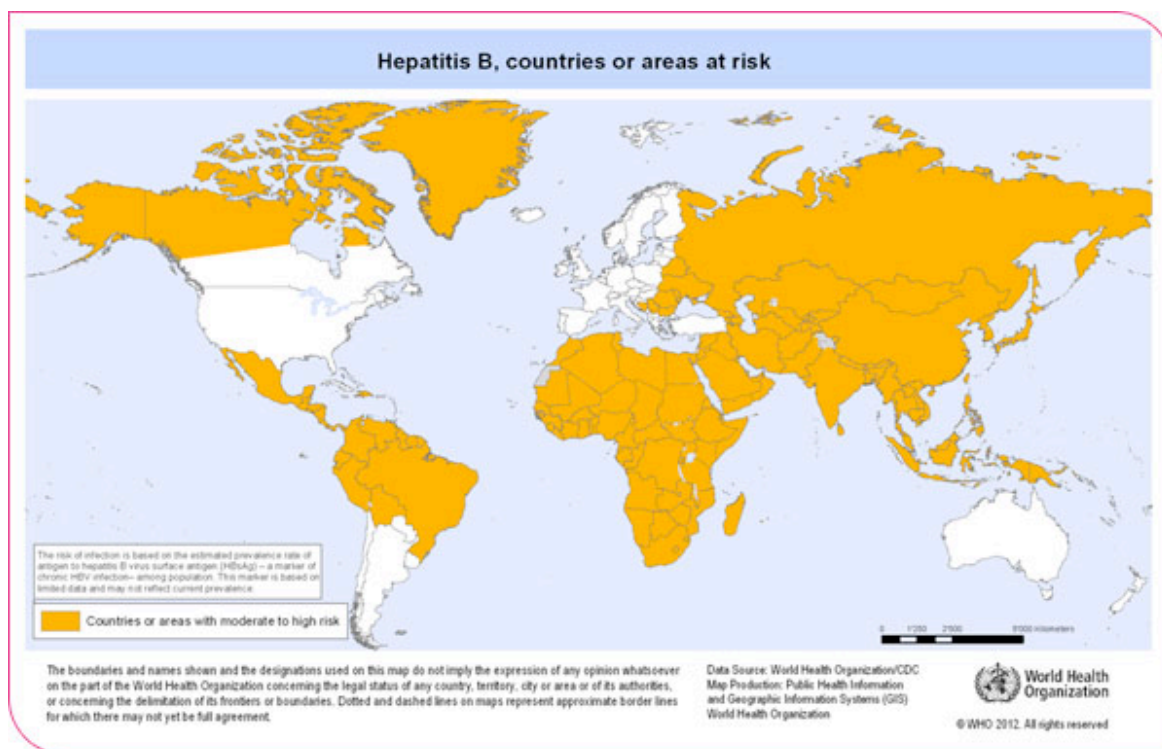 Hepatitis B, countries or areas at risk
The risk of infection is based on the estimated prevalence rate of
antigen to hepatitis B virus surface antigen (HBsAg) – a marker of
chronic HBV infection– among population. This marker is based on
limited data and may not reflect current prevalence.
Countries or areas with moderate to high risk
0 1'250 2'500 5'000 Kilometers
The boundaries and names shown and the designations used on this map do not imply the expression of any opinion whatsoever
on the part of the World Health Organization concerning the legal status of any country, territory, city or area or of its authorities,
or concerning the delimitation of its frontiers or boundaries. Dotted and dashed lines on maps represent approximate border lines
for which there may not yet be full agreement.
Data Source: World Health Organization/CDC
Map Production: Public Health Information
and Geographic Information Systems (GIS)
World Health Organization
World Health
Organization
© WHO 2012. All rights reserved